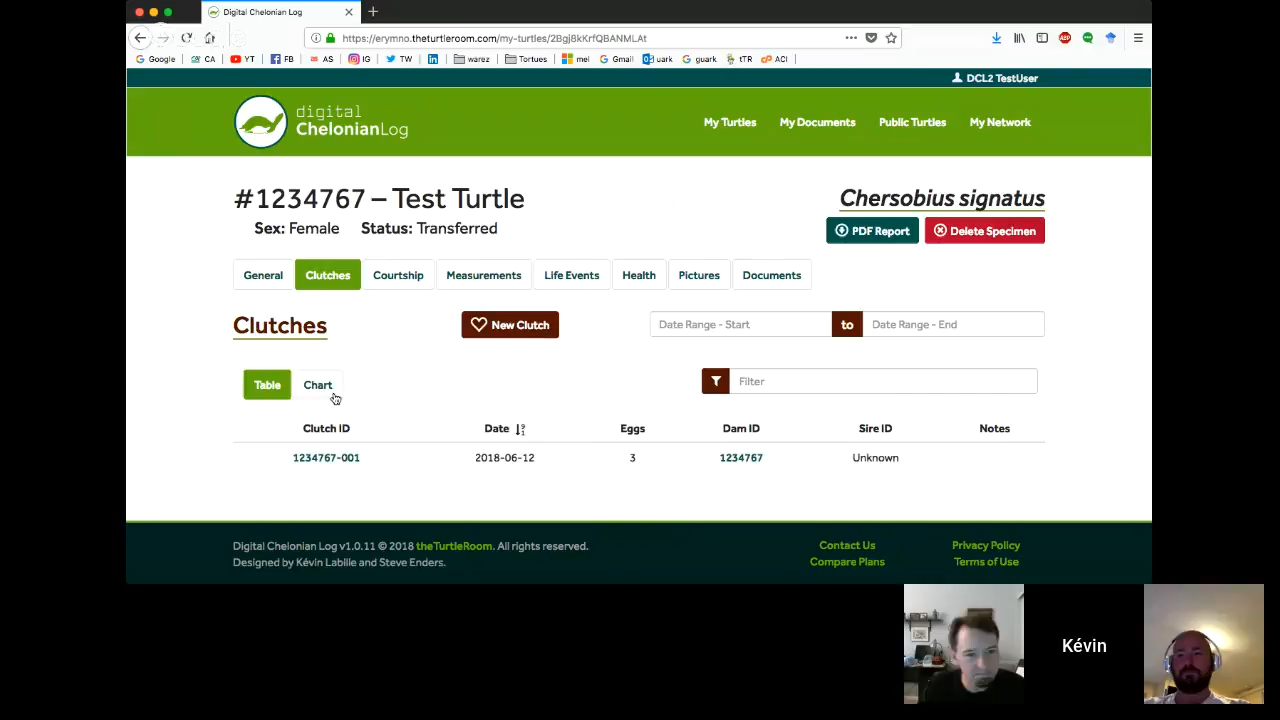 Digital Chelonian Log
https://erymno.theturtleroom.com/my-turtles/2Bgj8kKrfQBANMLAt
Google CA YT FB AS IG TW warez Tortues mel Gmail uark guark tTR ACI
DCL2 TestUser
digital
ChelonianLog
My Turtles My Documents Public Turtles My Network
#1234767 – Test Turtle
Chersobius signatus
Sex: Female Status: Transferred
PDF Report Delete Specimen
General Clutches Courtship Measurements Life Events Health Pictures Documents
Clutches New Clutch Date Range - Start to Date Range - End
Table Chart Filter
Clutch ID Date Eggs Dam ID Sire ID Notes
1234767-001 2018-06-12 3 1234767 Unknown
Digital Chelonian Log v1.0.11 © 2018 theTurtleRoom. All rights reserved.
Designed by Kévin Labille and Steve Enders.
Contact Us Privacy Policy
Compare Plans Terms of Use
Kévin